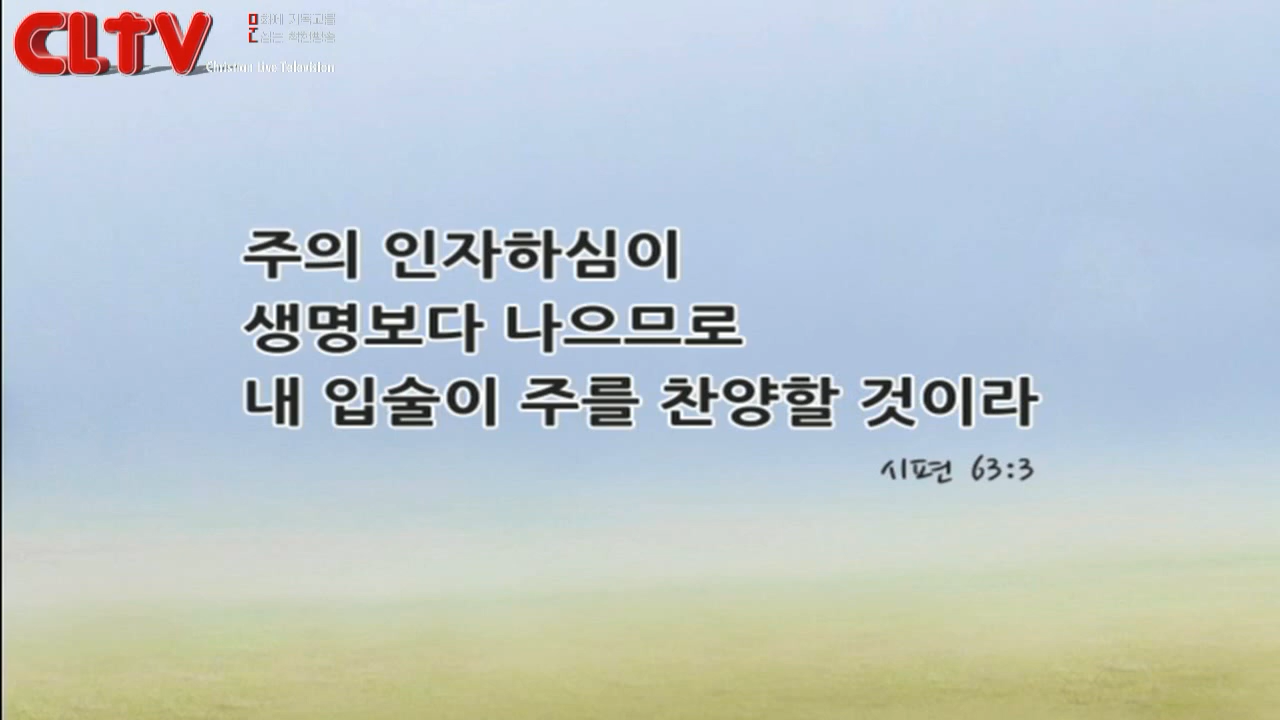 CLTV
Christian Live Television
주의 인자하심이
생명보다 나으므로
내 입술이 주를 찬양할 것이라
시편 63:3